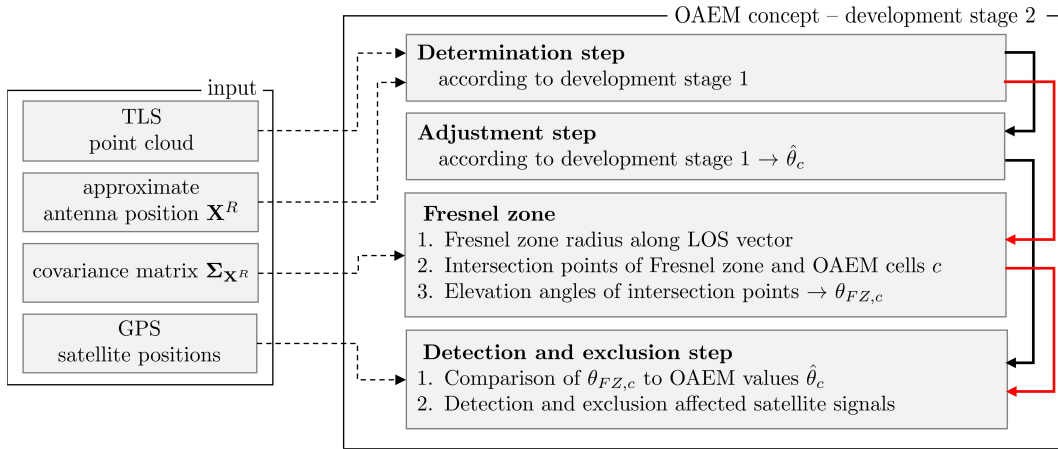 OAEM concept – development stage 2
input
TLS
point cloud
approximate
antenna position X^R
covariance matrix Σ_{X^R}
GPS
satellite positions
Determination step
according to development stage 1
Adjustment step
according to development stage 1 → θ̂_c
Fresnel zone
1. Fresnel zone radius along LOS vector
2. Intersection points of Fresnel zone and OAEM cells c
3. Elevation angles of intersection points → θ_{FZ,c}
Detection and exclusion step
1. Comparison of θ_{FZ,c} to OAEM values θ̂_c
2. Detection and exclusion affected satellite signals